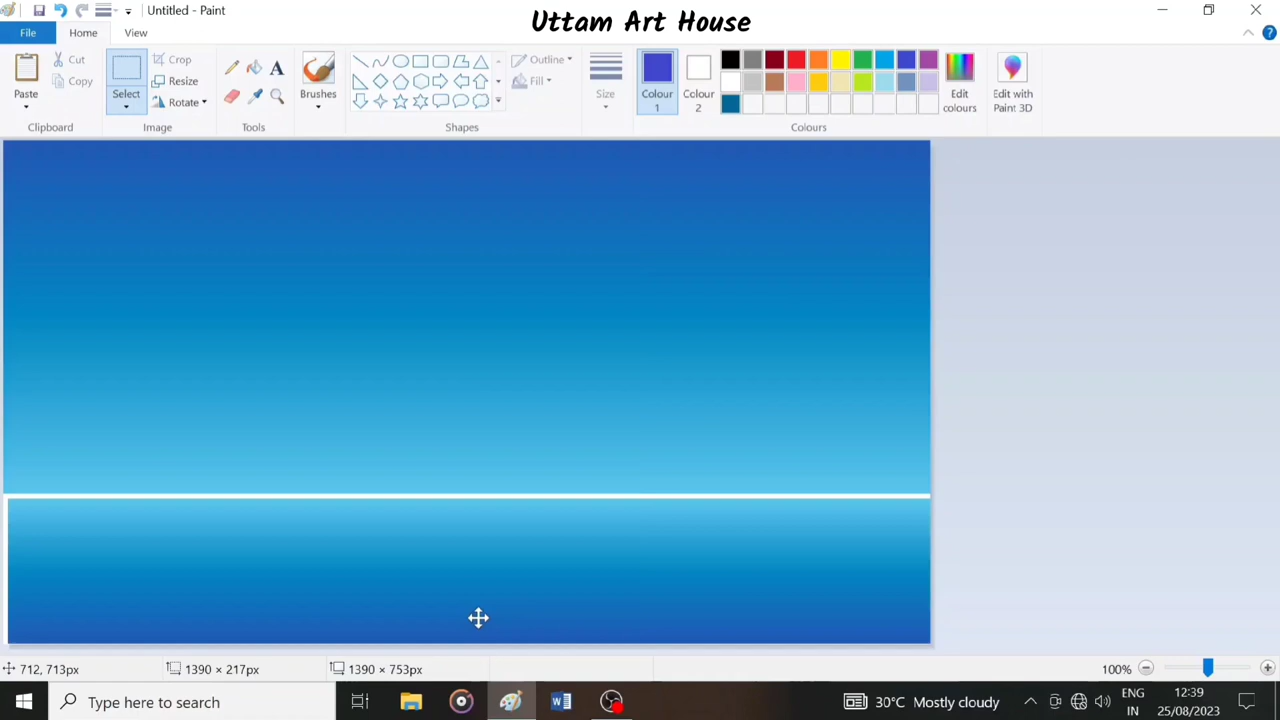 Untitled - Paint
Uttam Art House
File
Home
View
Paste
Cut
Copy
Clipboard
Select
Crop
Resize
Rotate
Image
Tools
Brushes
Shapes
Outline
Fill
Size
Colour 1
Colour 2
Edit colours
Edit with Paint 3D
Colours
712, 713px
1390 × 217px
1390 × 753px
100%
Type here to search
30°C Mostly cloudy
ENG
IN
12:39
25/08/2023